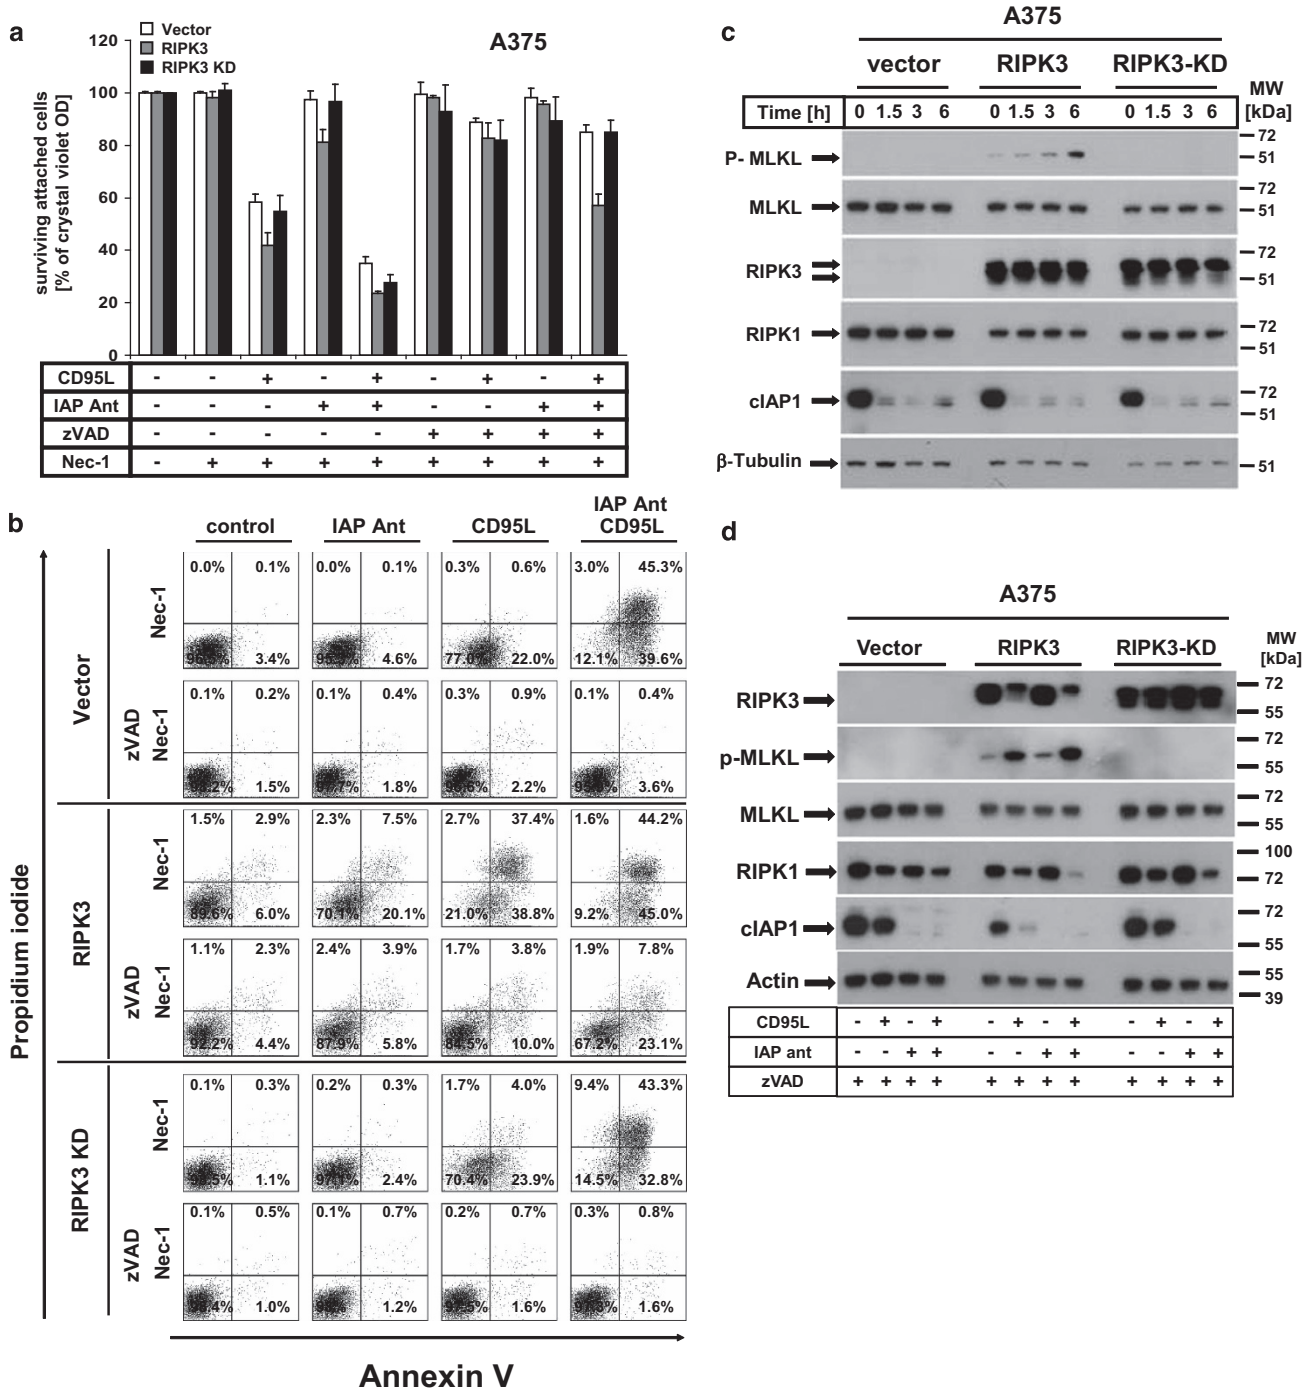 a
Vector
RIPK3
RIPK3 KD
A375
surviving attached cells
[% of crystal violet OD]
120
100
80
60
40
20
0
CD95L - - + - + - + - +
IAP Ant - - - + + - - + +
zVAD - - - - - + + + +
Nec-1 - + + + + + + + +
b
control IAP Ant CD95L IAP Ant CD95L
Propidium iodide
Vector
Nec-1
0.0% 0.1% 0.0% 0.1% 0.3% 0.6% 3.0% 45.3%
3.4% 4.6% 77.0% 22.0% 12.1% 39.6%
zVAD
Nec-1
0.1% 0.2% 0.1% 0.4% 0.3% 0.9% 0.1% 0.4%
1.5% 1.8% 2.2% 3.6%
RIPK3
Nec-1
1.5% 2.9% 2.3% 7.5% 2.7% 37.4% 1.6% 44.2%
89.6% 6.0% 70.1% 20.1% 21.0% 38.8% 9.2% 45.0%
zVAD
Nec-1
1.1% 2.3% 2.4% 3.9% 1.7% 3.8% 1.9% 7.8%
92.2% 4.4% 87.9% 5.8% 84.5% 10.0% 67.2% 23.1%
RIPK3 KD
Nec-1
0.1% 0.3% 0.2% 0.3% 1.7% 4.0% 9.4% 43.3%
1.1% 2.4% 70.4% 23.9% 14.5% 32.8%
zVAD
Nec-1
0.1% 0.5% 0.1% 0.7% 0.2% 0.7% 0.3% 0.8%
1.0% 1.2% 97.5% 1.6% 1.6%
Annexin V
c
A375
vector RIPK3 RIPK3-KD
MW
[kDa]
Time [h] 0 1.5 3 6 0 1.5 3 6 0 1.5 3 6
P- MLKL 72 51
MLKL 72 51
RIPK3 72 51
RIPK1 72 51
cIAP1 72 51
β-Tubulin 51
d
A375
Vector RIPK3 RIPK3-KD
MW
[kDa]
RIPK3 72 55
p-MLKL 72 55
MLKL 72 55
RIPK1 100 72
cIAP1 72 55
Actin 55 39
CD95L - + - + - + - + - + - +
IAP ant - - + + - - + + - - + +
zVAD + + + + + + + + + + + +